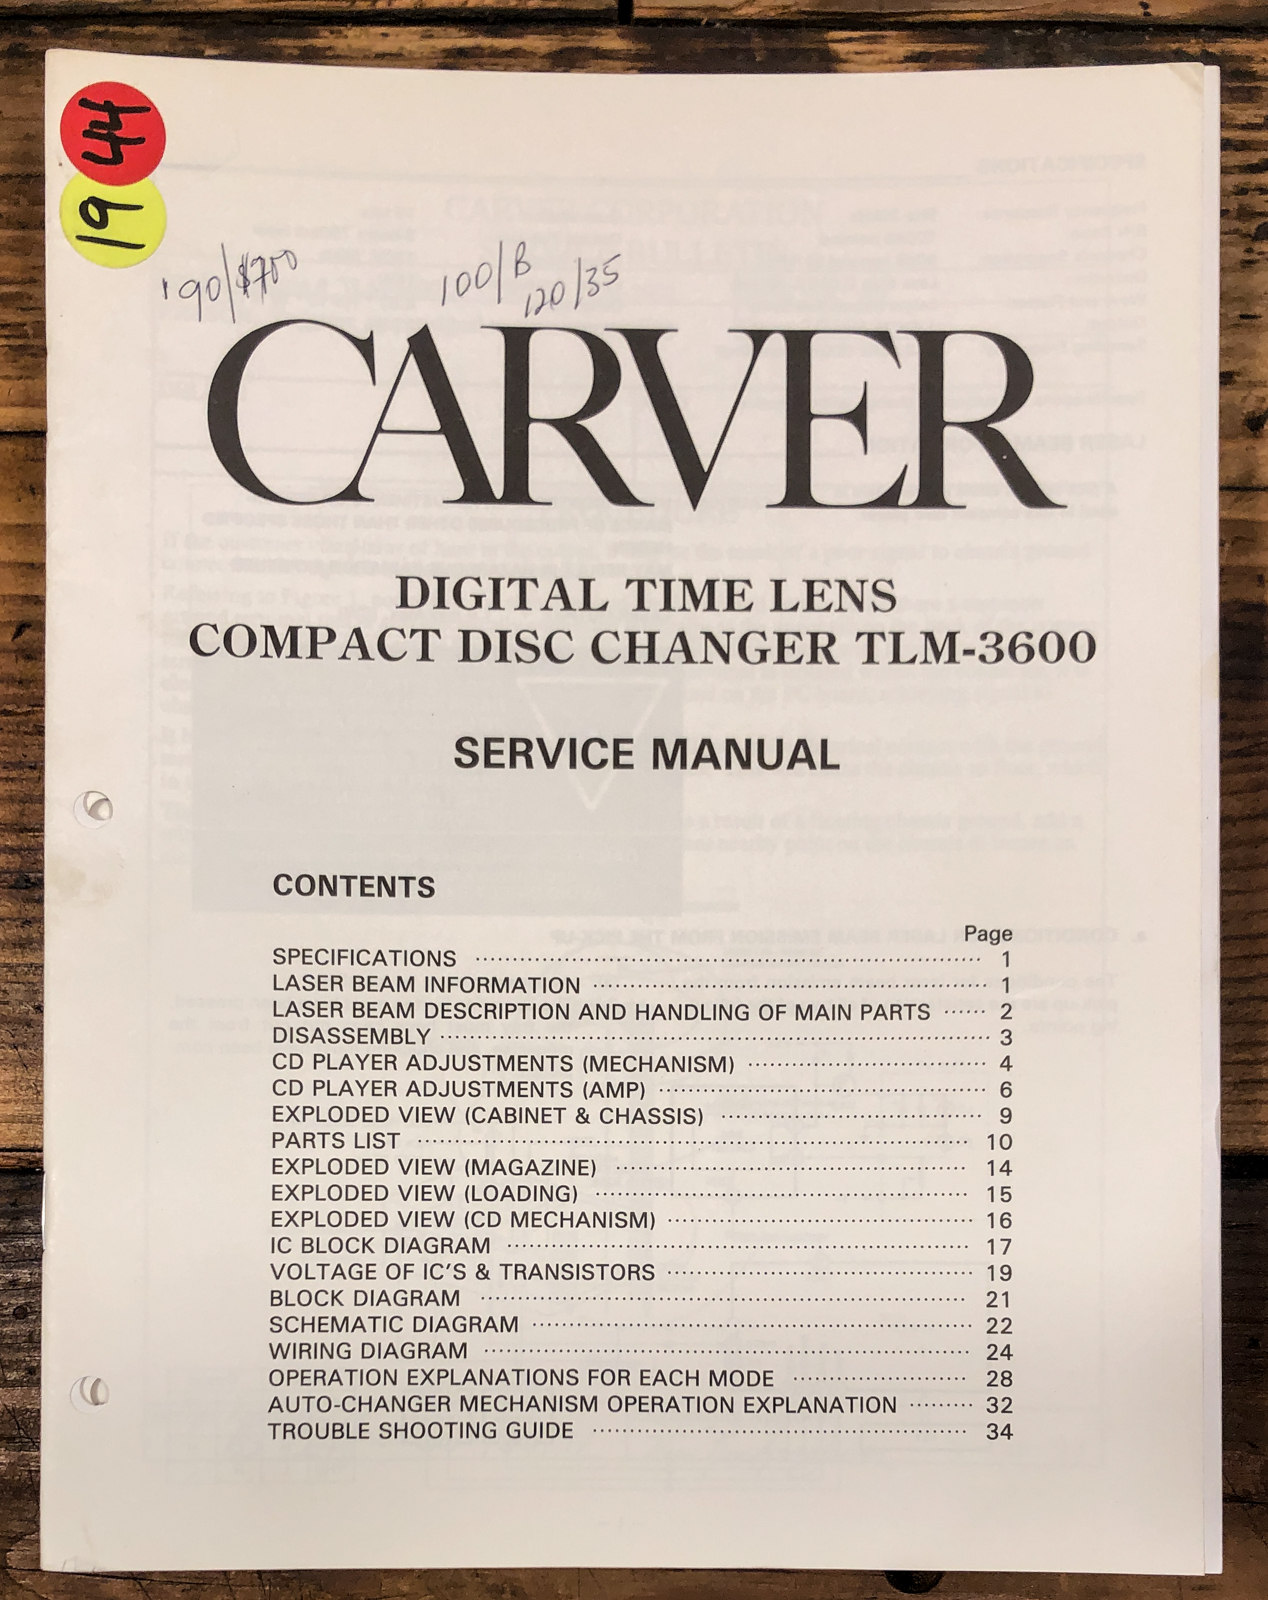 44
19
'90/$700
100/B
120/35
CARVER
DIGITAL TIME LENS
COMPACT DISC CHANGER TLM-3600
SERVICE MANUAL
CONTENTS
Page
SPECIFICATIONS ························ 1
LASER BEAM INFORMATION ························ 1
LASER BEAM DESCRIPTION AND HANDLING OF MAIN PARTS ······ 2
DISASSEMBLY ························ 3
CD PLAYER ADJUSTMENTS (MECHANISM) ························ 4
CD PLAYER ADJUSTMENTS (AMP) ························ 6
EXPLODED VIEW (CABINET & CHASSIS) ························ 9
PARTS LIST ························ 10
EXPLODED VIEW (MAGAZINE) ························ 14
EXPLODED VIEW (LOADING) ························ 15
EXPLODED VIEW (CD MECHANISM) ························ 16
IC BLOCK DIAGRAM ························ 17
VOLTAGE OF IC'S & TRANSISTORS ························ 19
BLOCK DIAGRAM ························ 21
SCHEMATIC DIAGRAM ························ 22
WIRING DIAGRAM ························ 24
OPERATION EXPLANATIONS FOR EACH MODE ························ 28
AUTO-CHANGER MECHANISM OPERATION EXPLANATION ········· 32
TROUBLE SHOOTING GUIDE ························ 34